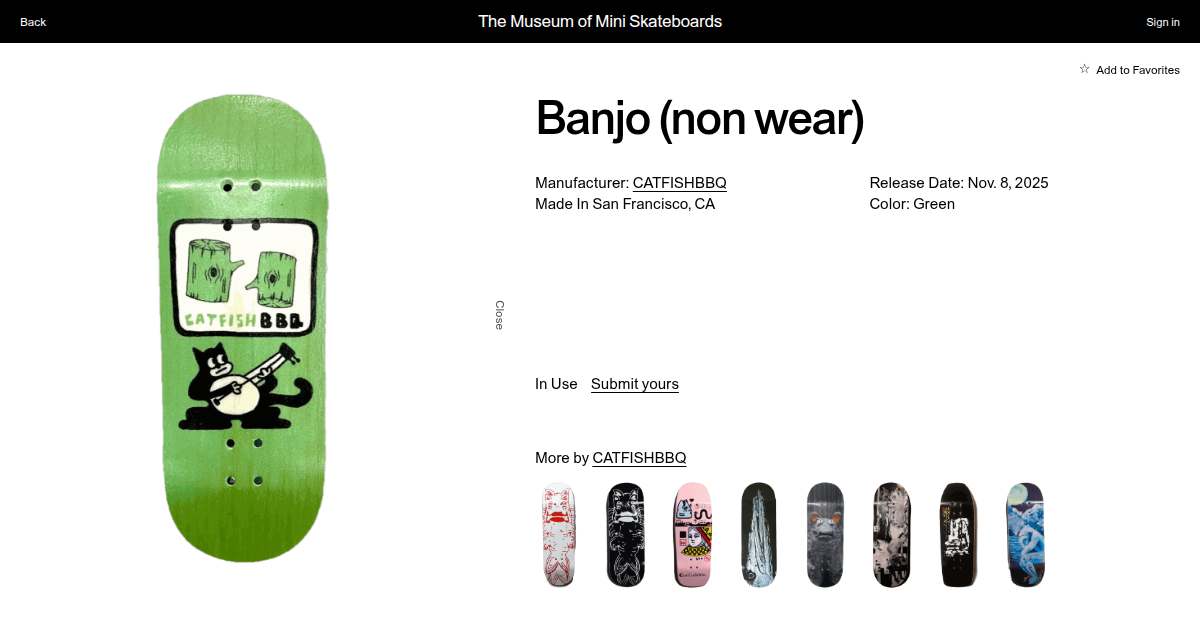 Back
The Museum of Mini Skateboards
Sign in
☆ Add to Favorites
Banjo (non wear)
Manufacturer: CATFISHBBQ
Made In San Francisco, CA
Release Date: Nov. 8, 2025
Color: Green
CATFISHBBQ
Close
In Use Submit yours
More by CATFISHBBQ